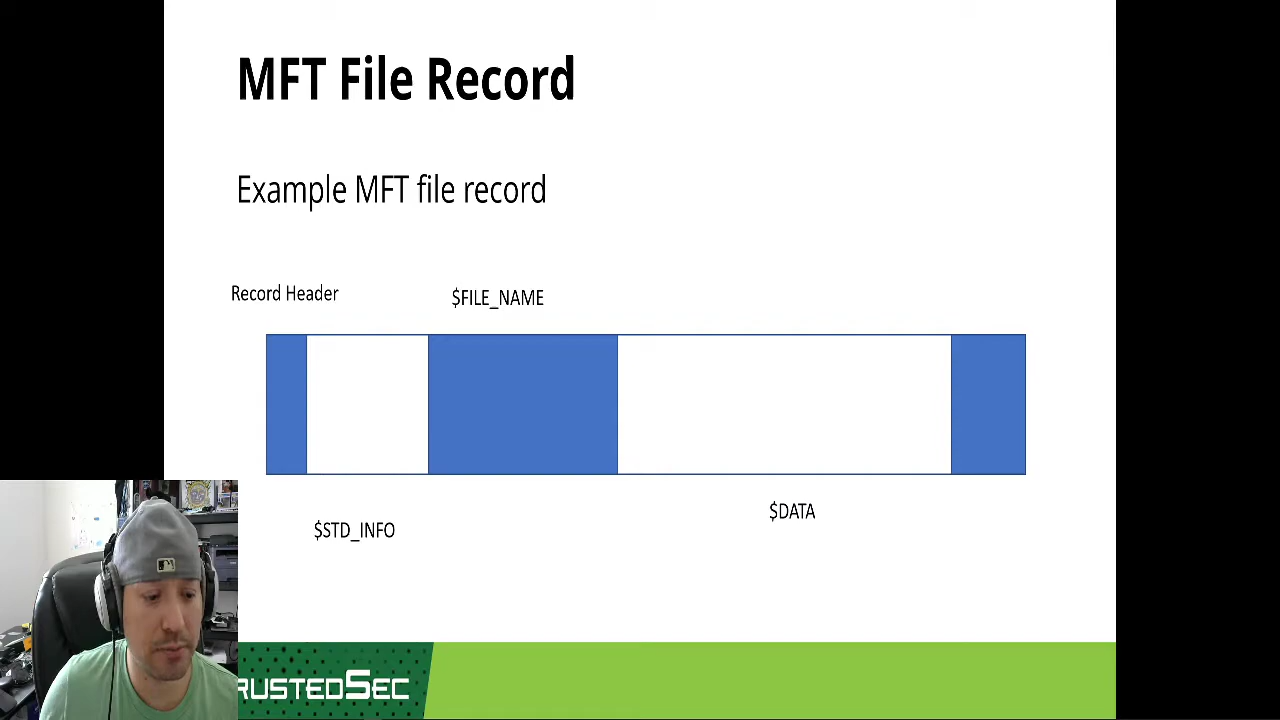 MFT File Record
Example MFT file record
Record Header
$FILE_NAME
$STD_INFO
$DATA
RUSTEDSEC